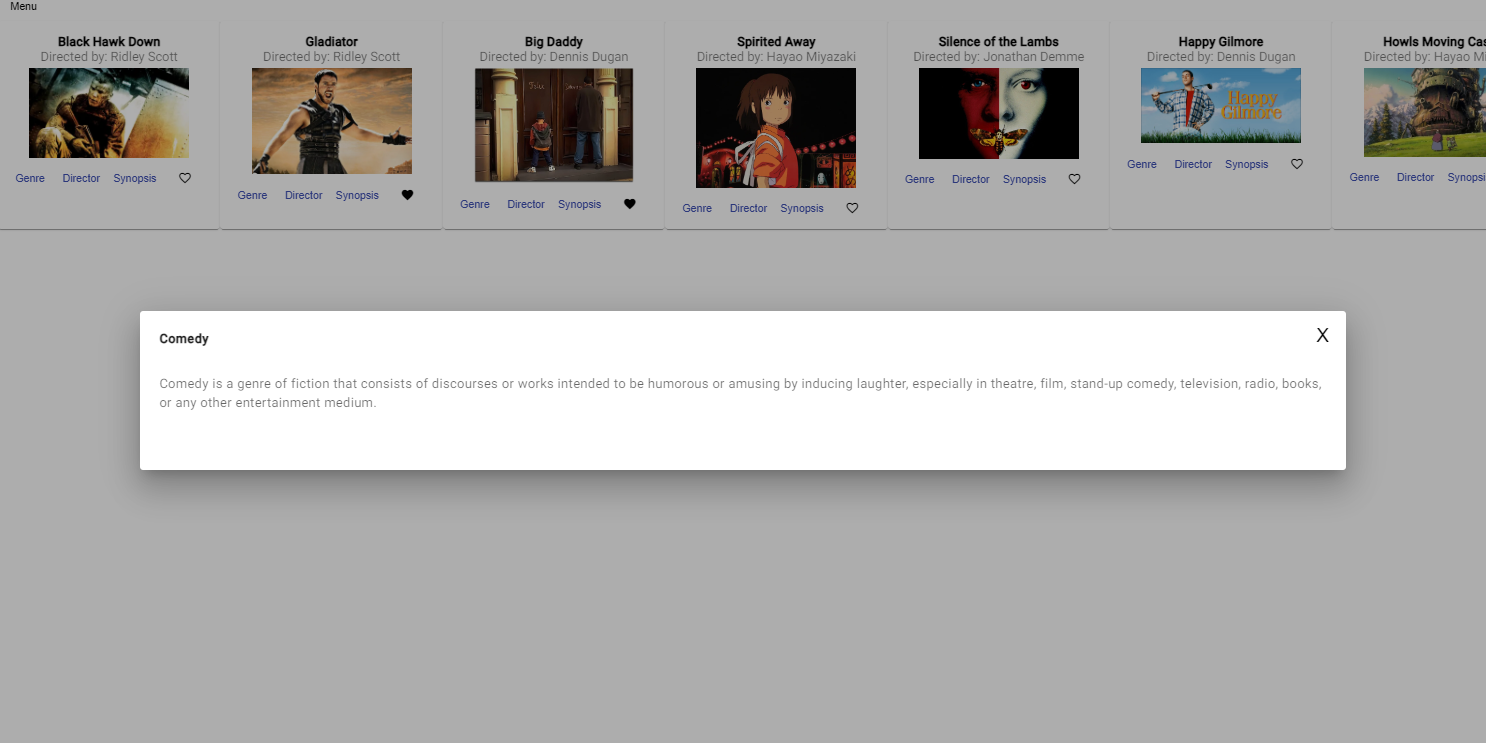 Menu
Black Hawk Down
Directed by: Ridley Scott
Genre Director Synopsis
Gladiator
Directed by: Ridley Scott
Genre Director Synopsis
Big Daddy
Directed by: Dennis Dugan
Genre Director Synopsis
Spirited Away
Directed by: Hayao Miyazaki
Genre Director Synopsis
Silence of the Lambs
Directed by: Jonathan Demme
Genre Director Synopsis
Happy Gilmore
Directed by: Dennis Dugan
Happy
Gilmore
Genre Director Synopsis
Howls Moving Cas
Directed by: Hayao Mi
Genre Director Synopsi
Comedy
X
Comedy is a genre of fiction that consists of discourses or works intended to be humorous or amusing by inducing laughter, especially in theatre, film, stand-up comedy, television, radio, books,
or any other entertainment medium.